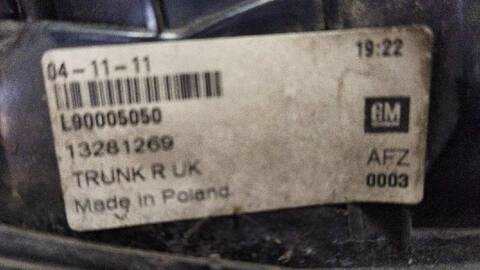 04-11-11 19:22
L90005050
GM
13281269
AFZ
TRUNK R UK
0003
Made in Poland